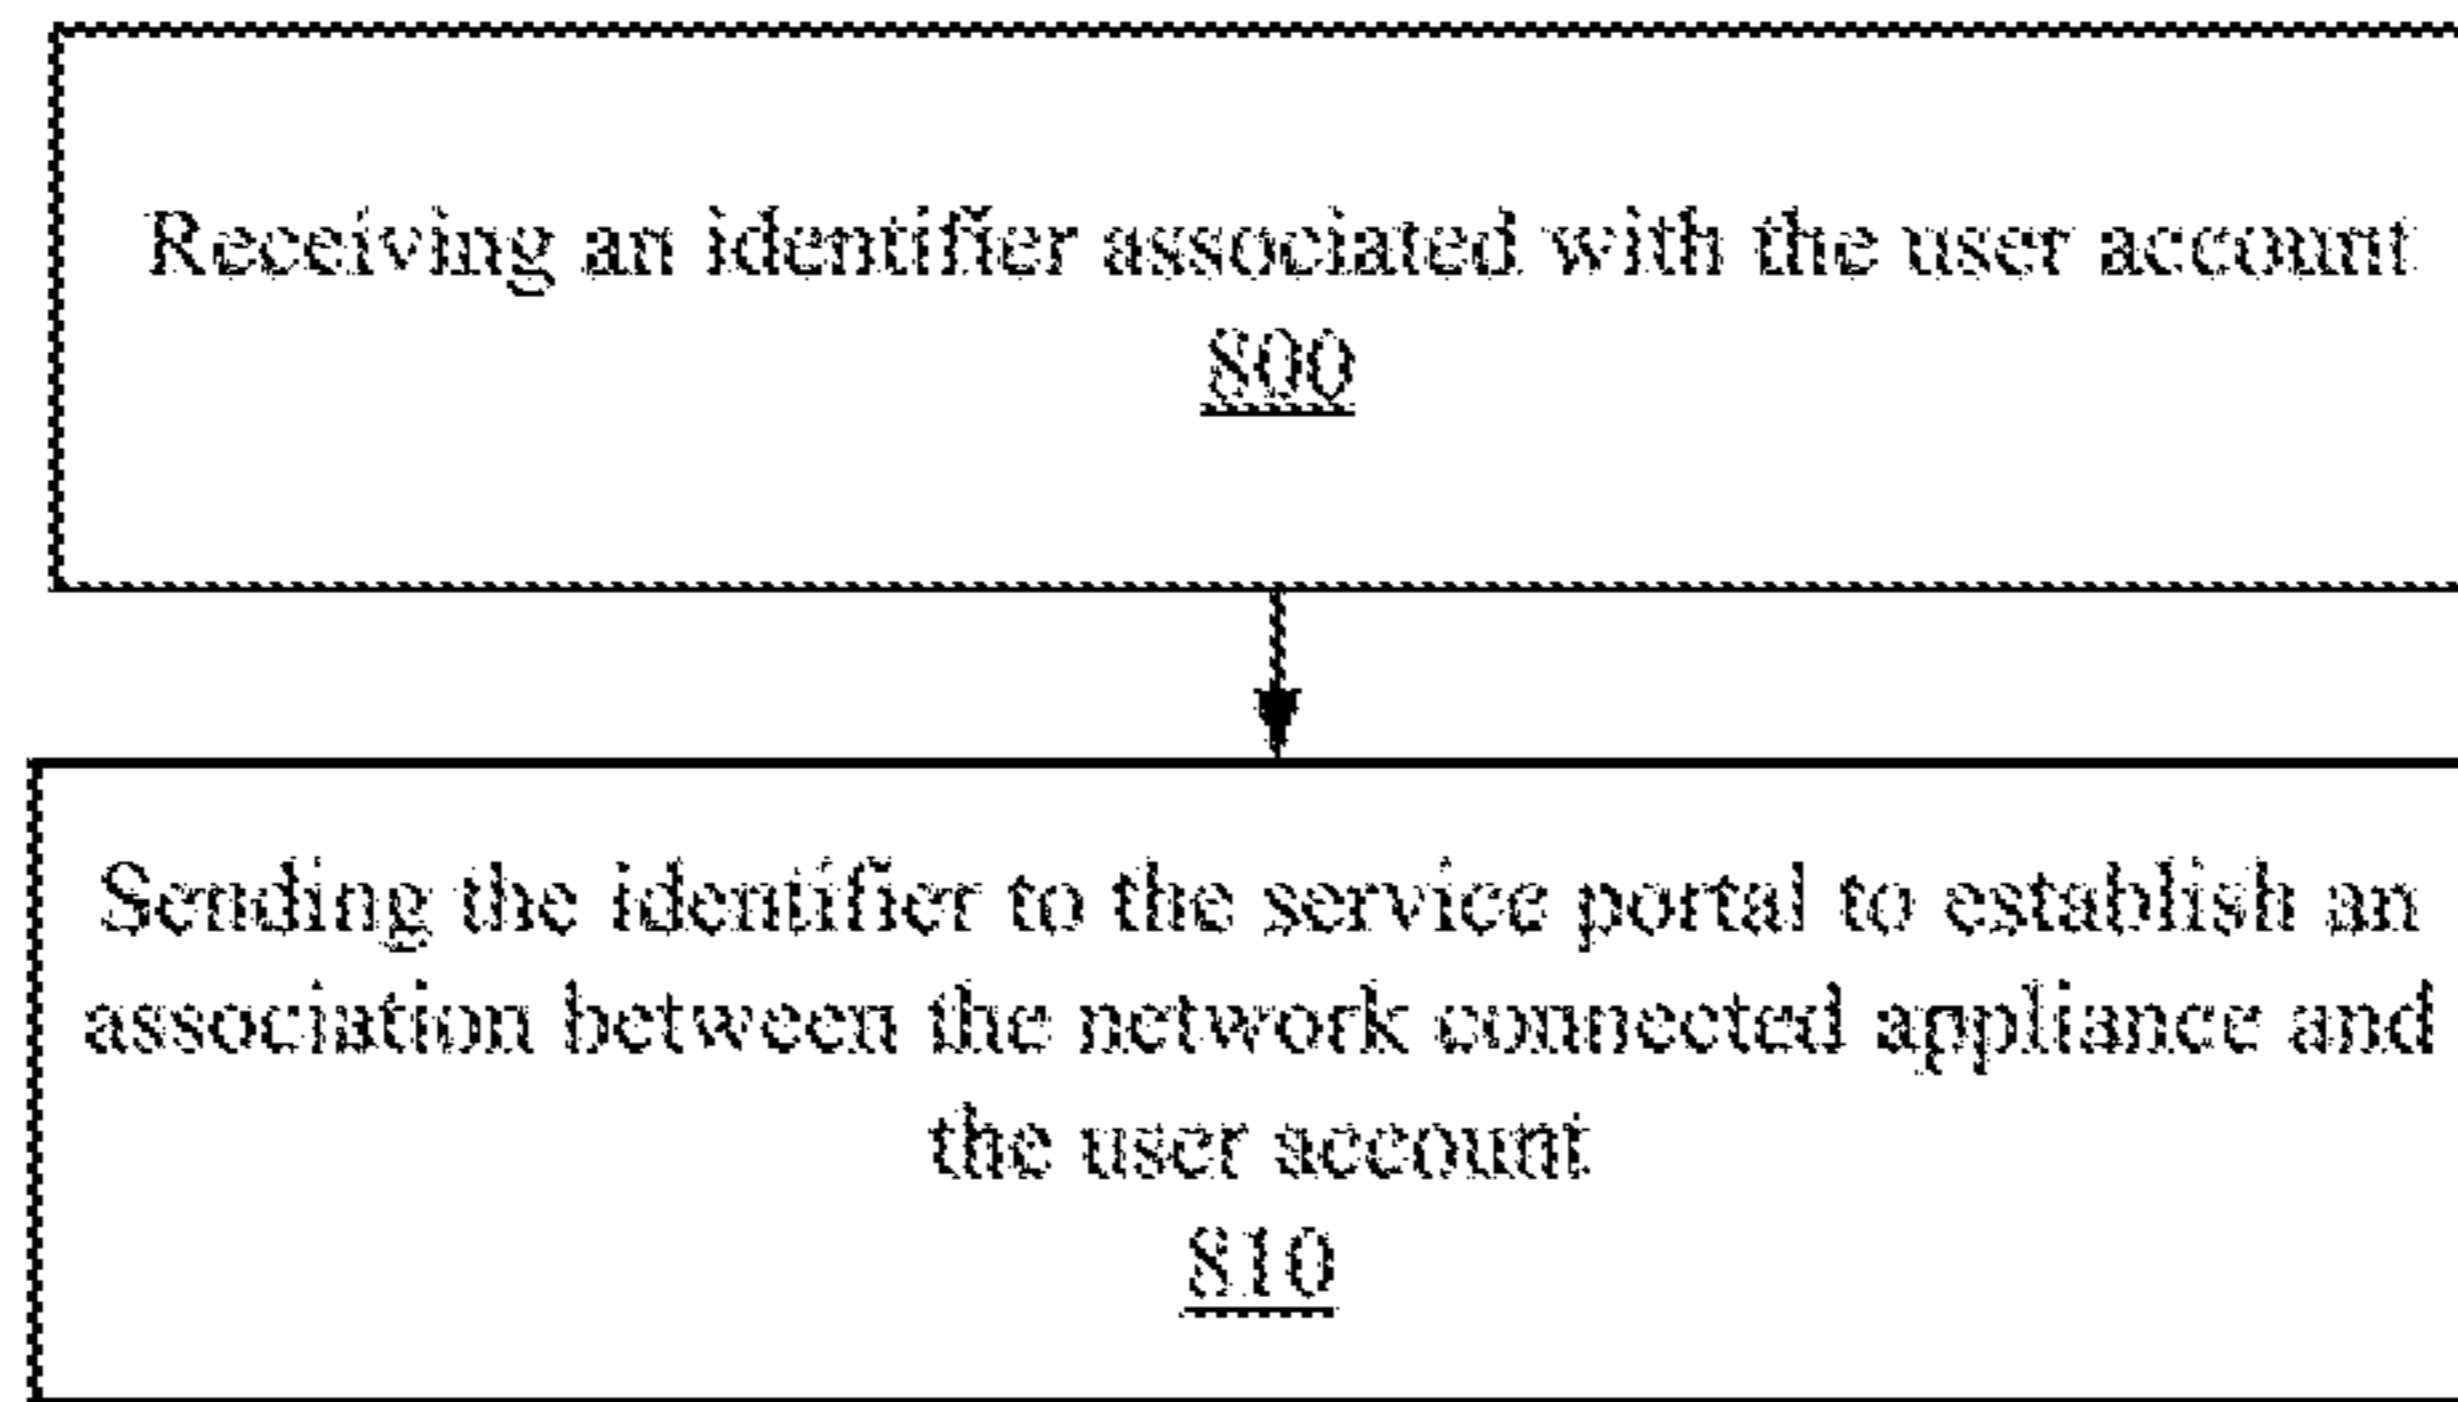 Receiving an identifier associated with the user account
800
Sending the identifier to the service portal to establish an
association between the network connected appliance and
the user account
810